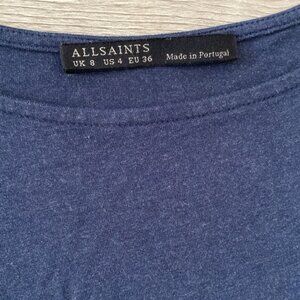 ALLSAINTS
UK 8 US 4 EU 36 Made in Portugal